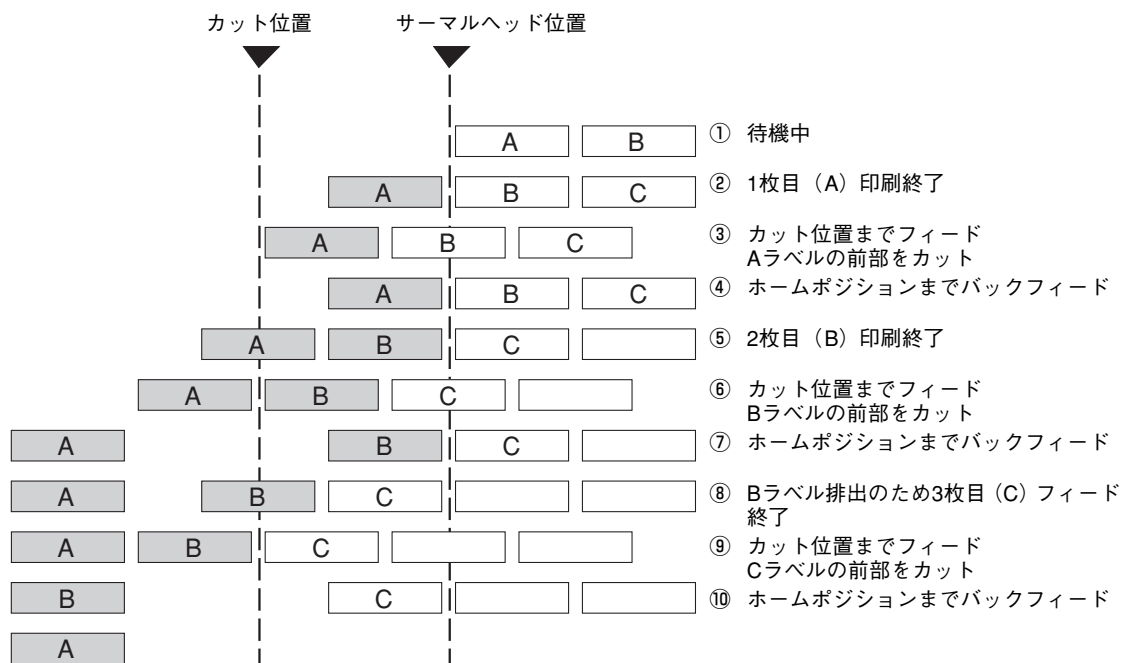 カット位置 サーマルヘッド位置
A B ① 待機中
A B C ② 1枚目（A）印刷終了
A B C ③ カット位置までフィード
Aラベルの前部をカット
A B C ④ ホームポジションまでバックフィード
A B C ⑤ 2枚目（B）印刷終了
A B C ⑥ カット位置までフィード
Bラベルの前部をカット
A B C ⑦ ホームポジションまでバックフィード
A B C ⑧ Bラベル排出のため3枚目（C）フィード
終了
A B C ⑨ カット位置までフィード
Cラベルの前部をカット
B C ⑩ ホームポジションまでバックフィード
A